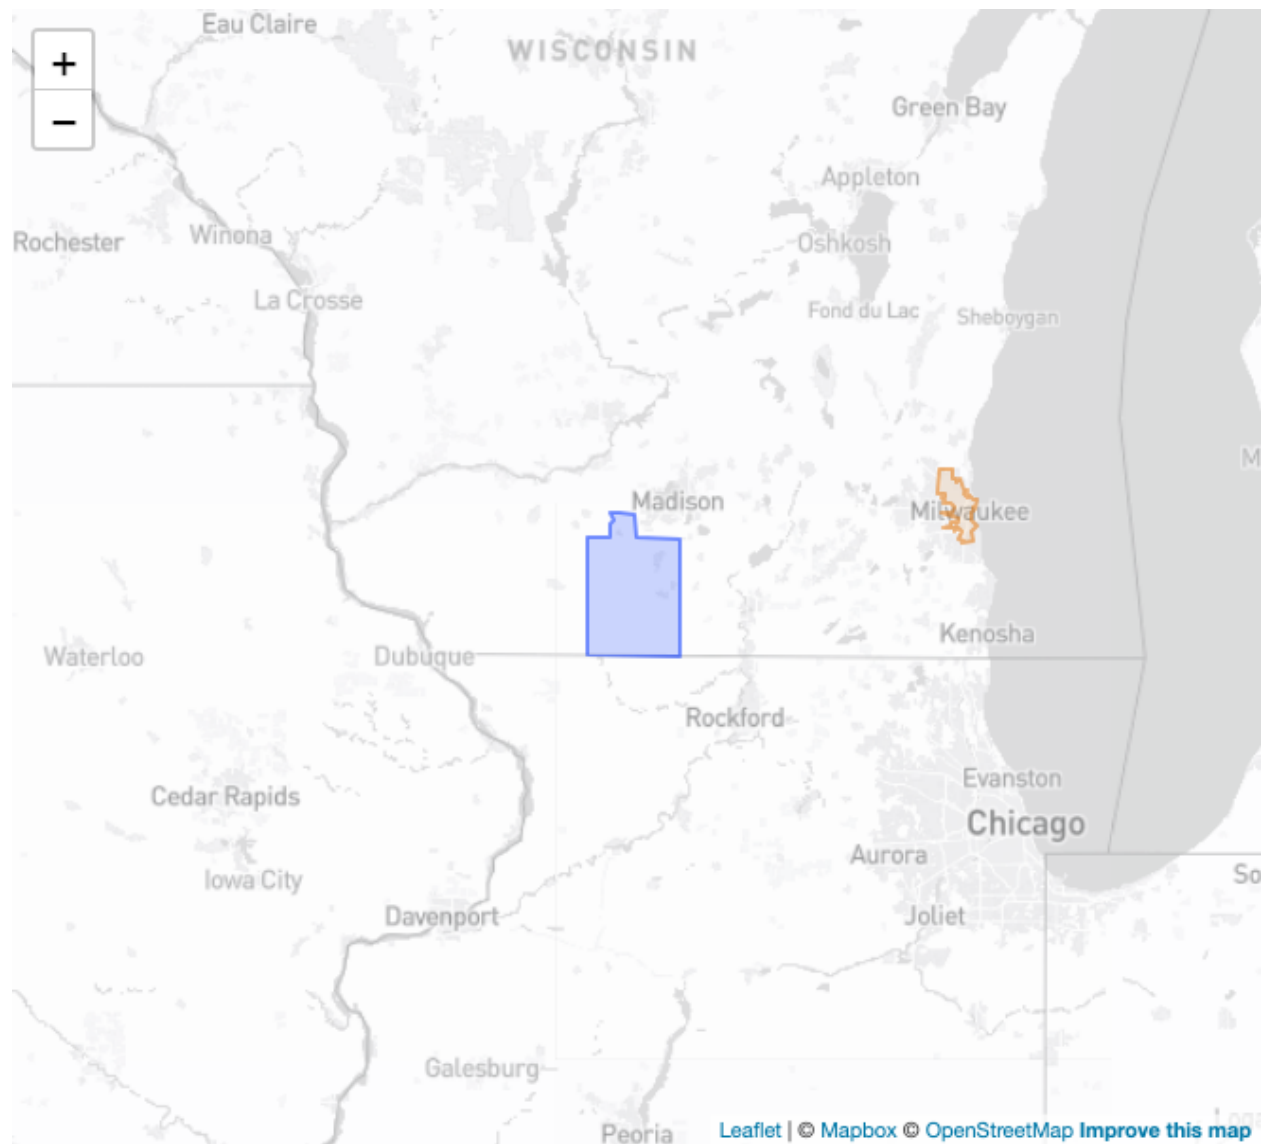 Eau Claire
WISCONSIN
+
−
Green Bay
Appleton
Rochester
Winona
Oshkosh
La Crosse
Fond du Lac
Sheboygan
M
Madison
Milwaukee
Kenosha
Waterloo
Dubuque
Rockford
Evanston
Cedar Rapids
Chicago
Aurora
Iowa City
So
Davenport
Joliet
Galesburg
Peoria
Leaflet | © Mapbox © OpenStreetMap Improve this map